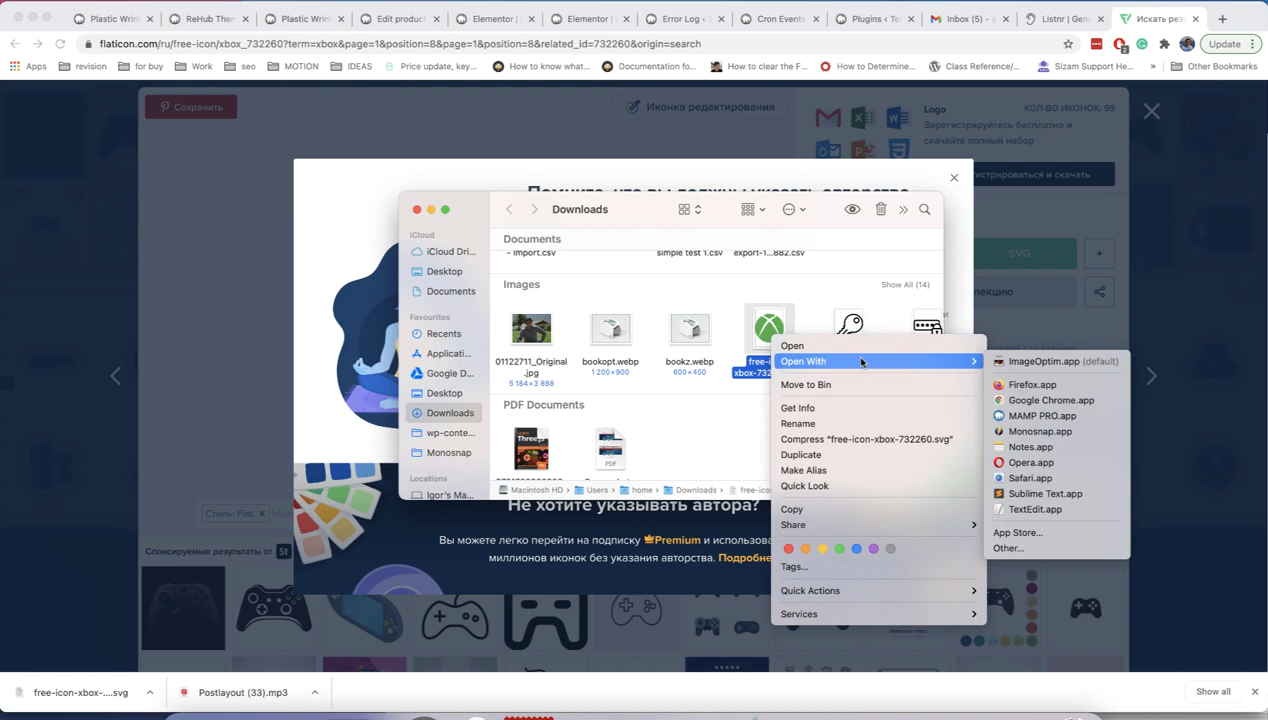 Plastic Wrin
ReHub Them
Plastic Wrin
Edit product
Elementor |
Elementor |
Error Log ‹ T
Cron Events
Plugins ‹ Te
Inbox (5) – s
Listnr | Gen
Искать рез
flaticon.com/ru/free-icon/xbox_732260?term=xbox&page=1&position=8&page=1&position=8&related_id=732260&origin=search
2
Update
Apps
revision
for buy
Work
seo
MOTION
IDEAS
Price update, key...
How to know what...
Documentation fo...
How to clear the F...
How to Determine...
Class Reference/...
Sizam Support He...
»
Other Bookmarks
Сохранить
Иконка редактирования
Logo
КОЛ-ВО ИКОНОК: 99
Зарегистрируйтесь бесплатно и
скачайте полный набор
гистрироваться и скачать
SVG
лекцию
Downloads
iCloud
iCloud Dri...
Desktop
Documents
Favourites
Recents
Applicati...
Google D...
Desktop
Downloads
wp-conte...
Monosnap
Locations
Igor's Ma...
Documents
- import.csv
simple test 1.csv
export-1...882.csv
Images
Show All (14)
01122711_Original
.jpg
5 184×3 888
bookopt.webp
1 200×900
bookz.webp
600×450
free-i
xbox-732
PDF Documents
PDF
Macintosh HD › Users › home › Downloads › free-ico
Open
Open With
Move to Bin
Get Info
Rename
Compress “free-icon-xbox-732260.svg”
Duplicate
Make Alias
Quick Look
Copy
Share
Tags...
Quick Actions
Services
ImageOptim.app (default)
Firefox.app
Google Chrome.app
MAMP PRO.app
Monosnap.app
Notes.app
Opera.app
Safari.app
Sublime Text.app
TextEdit.app
App Store...
Other...
Не хотите указывать автора?
Вы можете легко перейти на подписку Premium и использова
миллионов иконок без указания авторства. Подробне
Стиль: Flat
Спонсируемые результаты от St
free-icon-xbox-....svg
Postlayout (33).mp3
Show all